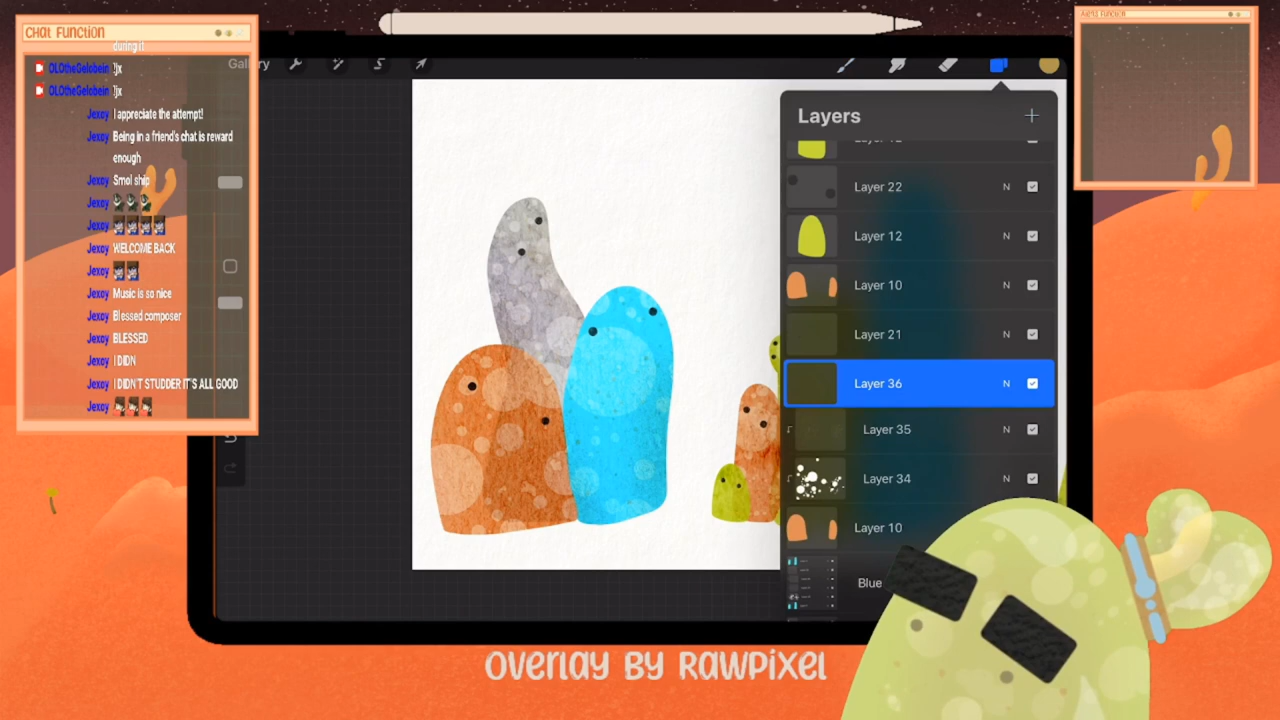 CHAT FUNCTION
during it
OLOtheGelobein !jx
OLOtheGelobein !jx
Jexoy I appreciate the attempt!
Jexoy Being in a friend's chat is reward
enough
Jexoy Smol ship
Jexoy
Jexoy
Jexoy WELCOME BACK
Jexoy
Jexoy Music is so nice
Jexoy Blessed composer
Jexoy BLESSED
Jexoy I DIDN
Jexoy I DIDN'T STUDDER IT'S ALL GOOD
Jexoy
Gallery
Layers
Layer 22 N
Layer 12 N
Layer 10 N
Layer 21 N
Layer 36 N
Layer 35 N
Layer 34 N
Layer 10
Blue
OVERLAY BY RAWPIXEL